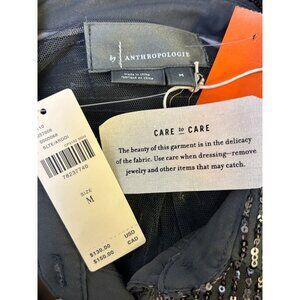 by | ANTHROPOLOGIE
MADE IN CHINA
FABRIQUÉ EN CHINE
M
CARE to CARE
The beauty of this garment is in the delicacy
of the fabric. Use care when dressing—remove
jewelry and other items that may catch.
78237740
SIZE
M
$130.00 USD
$150.00 CAD